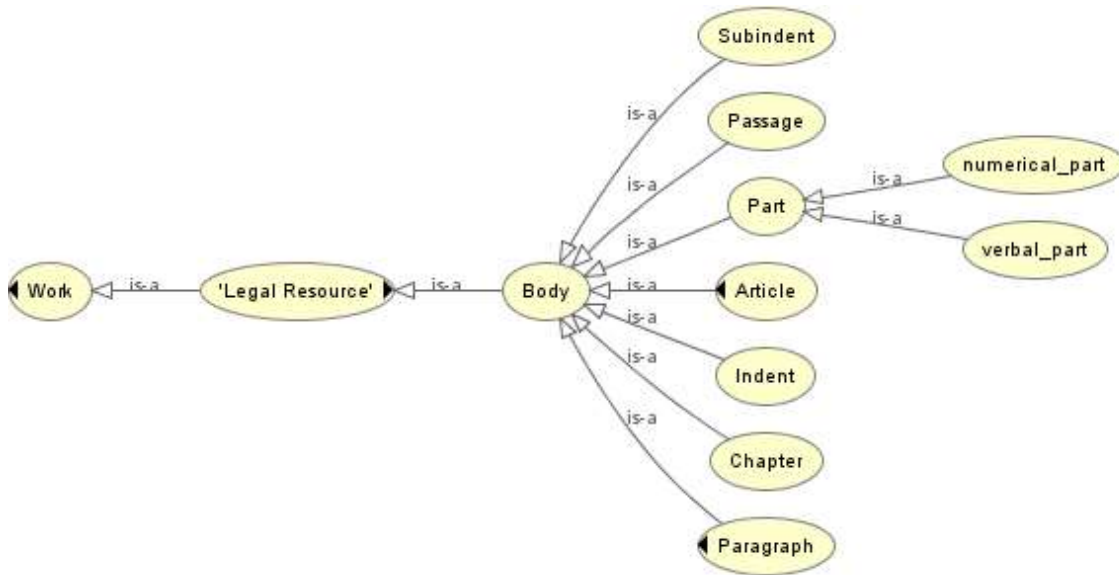 Subindent
is-a
Passage
is-a
numerical_part
is-a
Part
is-a
is-a
verbal_part
is-a
Work
is-a
'Legal Resource'
is-a
Body
is-a
Article
is-a
Indent
is-a
Chapter
is-a
Paragraph